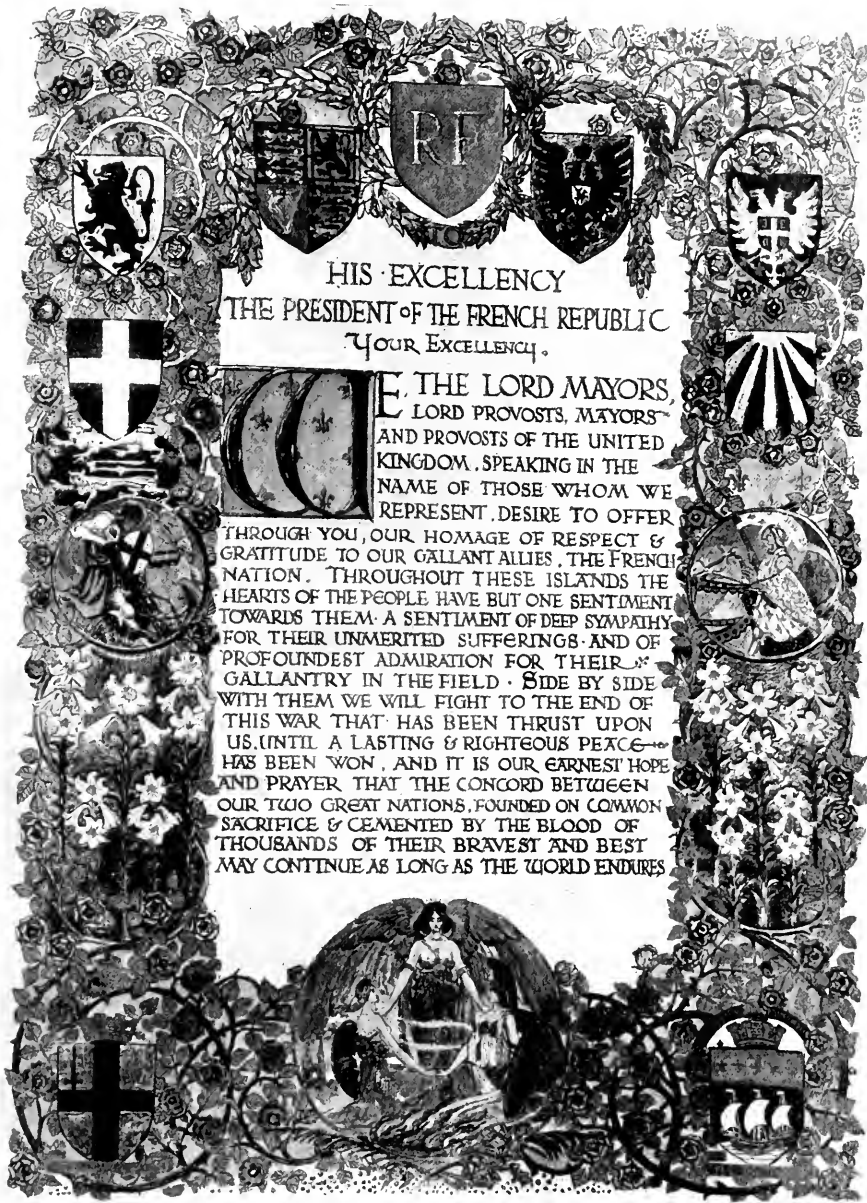 RF
HIS · EXCELLENCY
THE PRESIDENT OF THE FRENCH REPUBLIC
YOUR EXCELLENCY.
WE, THE LORD MAYORS,
LORD PROVOSTS, MAYORS
AND PROVOSTS OF THE UNITED
KINGDOM, SPEAKING IN THE
NAME OF THOSE WHOM WE
REPRESENT, DESIRE TO OFFER
THROUGH YOU, OUR HOMAGE OF RESPECT &
GRATITUDE TO OUR GALLANT ALLIES, THE FRENCH
NATION. THROUGHOUT THESE ISLANDS THE
HEARTS OF THE PEOPLE HAVE BUT ONE SENTIMENT
TOWARDS THEM · A SENTIMENT OF DEEP SYMPATHY
FOR THEIR UNMERITED SUFFERINGS · AND OF
PROFOUNDEST ADMIRATION FOR THEIR
GALLANTRY IN THE FIELD · SIDE BY SIDE
WITH THEM WE WILL FIGHT TO THE END OF
THIS WAR THAT HAS BEEN THRUST UPON
US, UNTIL A LASTING & RIGHTEOUS PEACE
HAS BEEN WON, AND IT IS OUR EARNEST HOPE
AND PRAYER THAT THE CONCORD BETWEEN
OUR TWO GREAT NATIONS, FOUNDED ON COMMON
SACRIFICE & CEMENTED BY THE BLOOD OF
THOUSANDS OF THEIR BRAVEST AND BEST
MAY CONTINUE AS LONG AS THE WORLD ENDURES